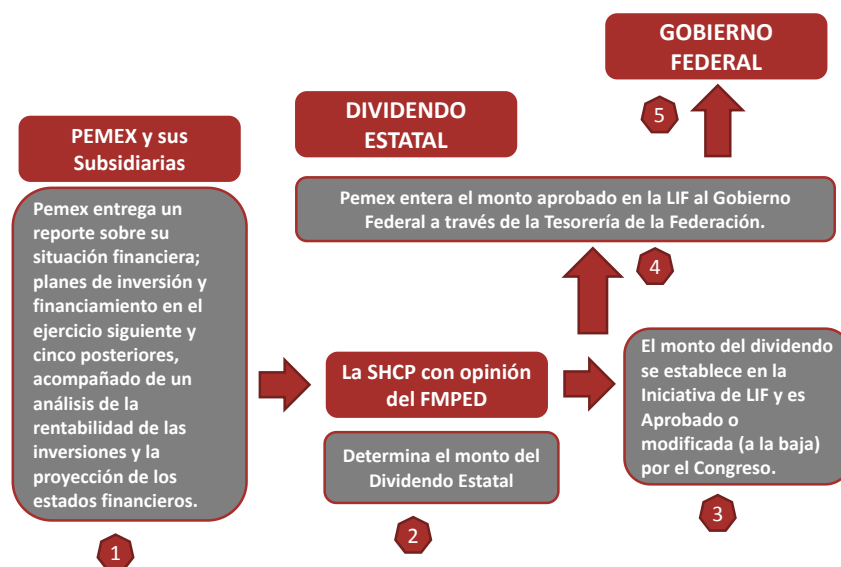 GOBIERNO
FEDERAL
5
DIVIDENDO
ESTATAL
PEMEX y sus
Subsidiarias
Pemex entera el monto aprobado en la LIF al Gobierno
Federal a través de la Tesorería de la Federación.
4
Pemex entrega un
reporte sobre su
situación financiera;
planes de inversión y
financiamiento en el
ejercicio siguiente y
cinco posteriores,
acompañado de un
análisis de la
rentabilidad de las
inversiones y la
proyección de los
estados financieros.
1
La SHCP con opinión
del FMPED
Determina el monto del
Dividendo Estatal
2
El monto del dividendo
se establece en la
Iniciativa de LIF y es
Aprobado o
modificada (a la baja)
por el Congreso.
3